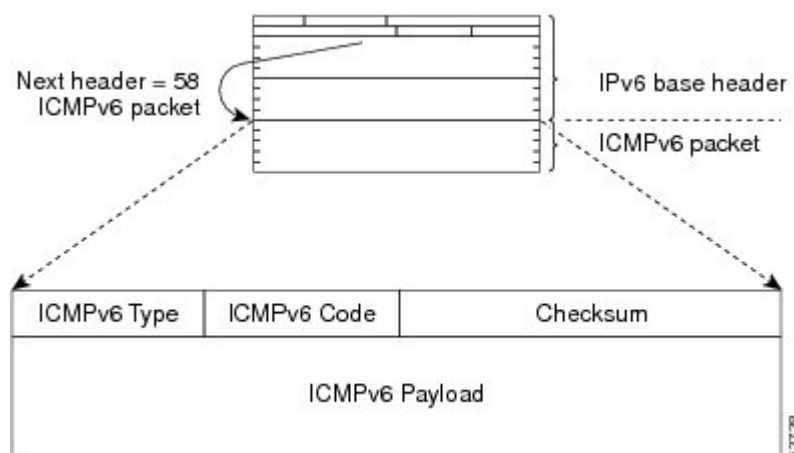 Next header = 58
ICMPv6 packet
IPv6 base header
ICMPv6 packet
ICMPv6 Type
ICMPv6 Code
Checksum
ICMPv6 Payload